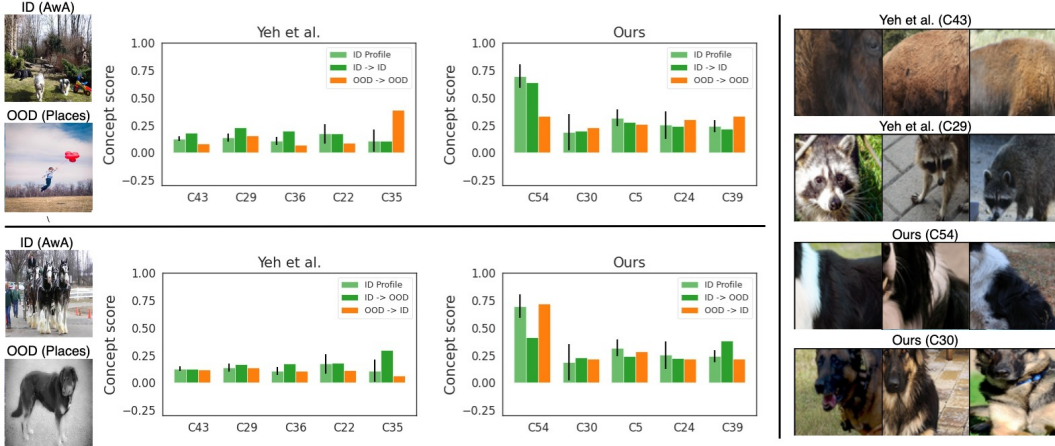 ID (AwA)
OOD (Places)
\
Yeh et al.
Concept score
1.00
0.75
0.50
0.25
0.00
−0.25
ID Profile
ID -> ID
OOD -> OOD
C43 C29 C36 C22 C35
Ours
Concept score
1.00
0.75
0.50
0.25
0.00
−0.25
ID Profile
ID -> ID
OOD -> OOD
C54 C30 C5 C24 C39
ID (AwA)
OOD (Places)
Yeh et al.
Concept score
1.00
0.75
0.50
0.25
0.00
−0.25
ID Profile
ID -> OOD
OOD -> ID
C43 C29 C36 C22 C35
Ours
Concept score
1.00
0.75
0.50
0.25
0.00
−0.25
ID Profile
ID -> OOD
OOD -> ID
C54 C30 C5 C24 C39
Yeh et al. (C43)
Yeh et al. (C29)
Ours (C54)
Ours (C30)